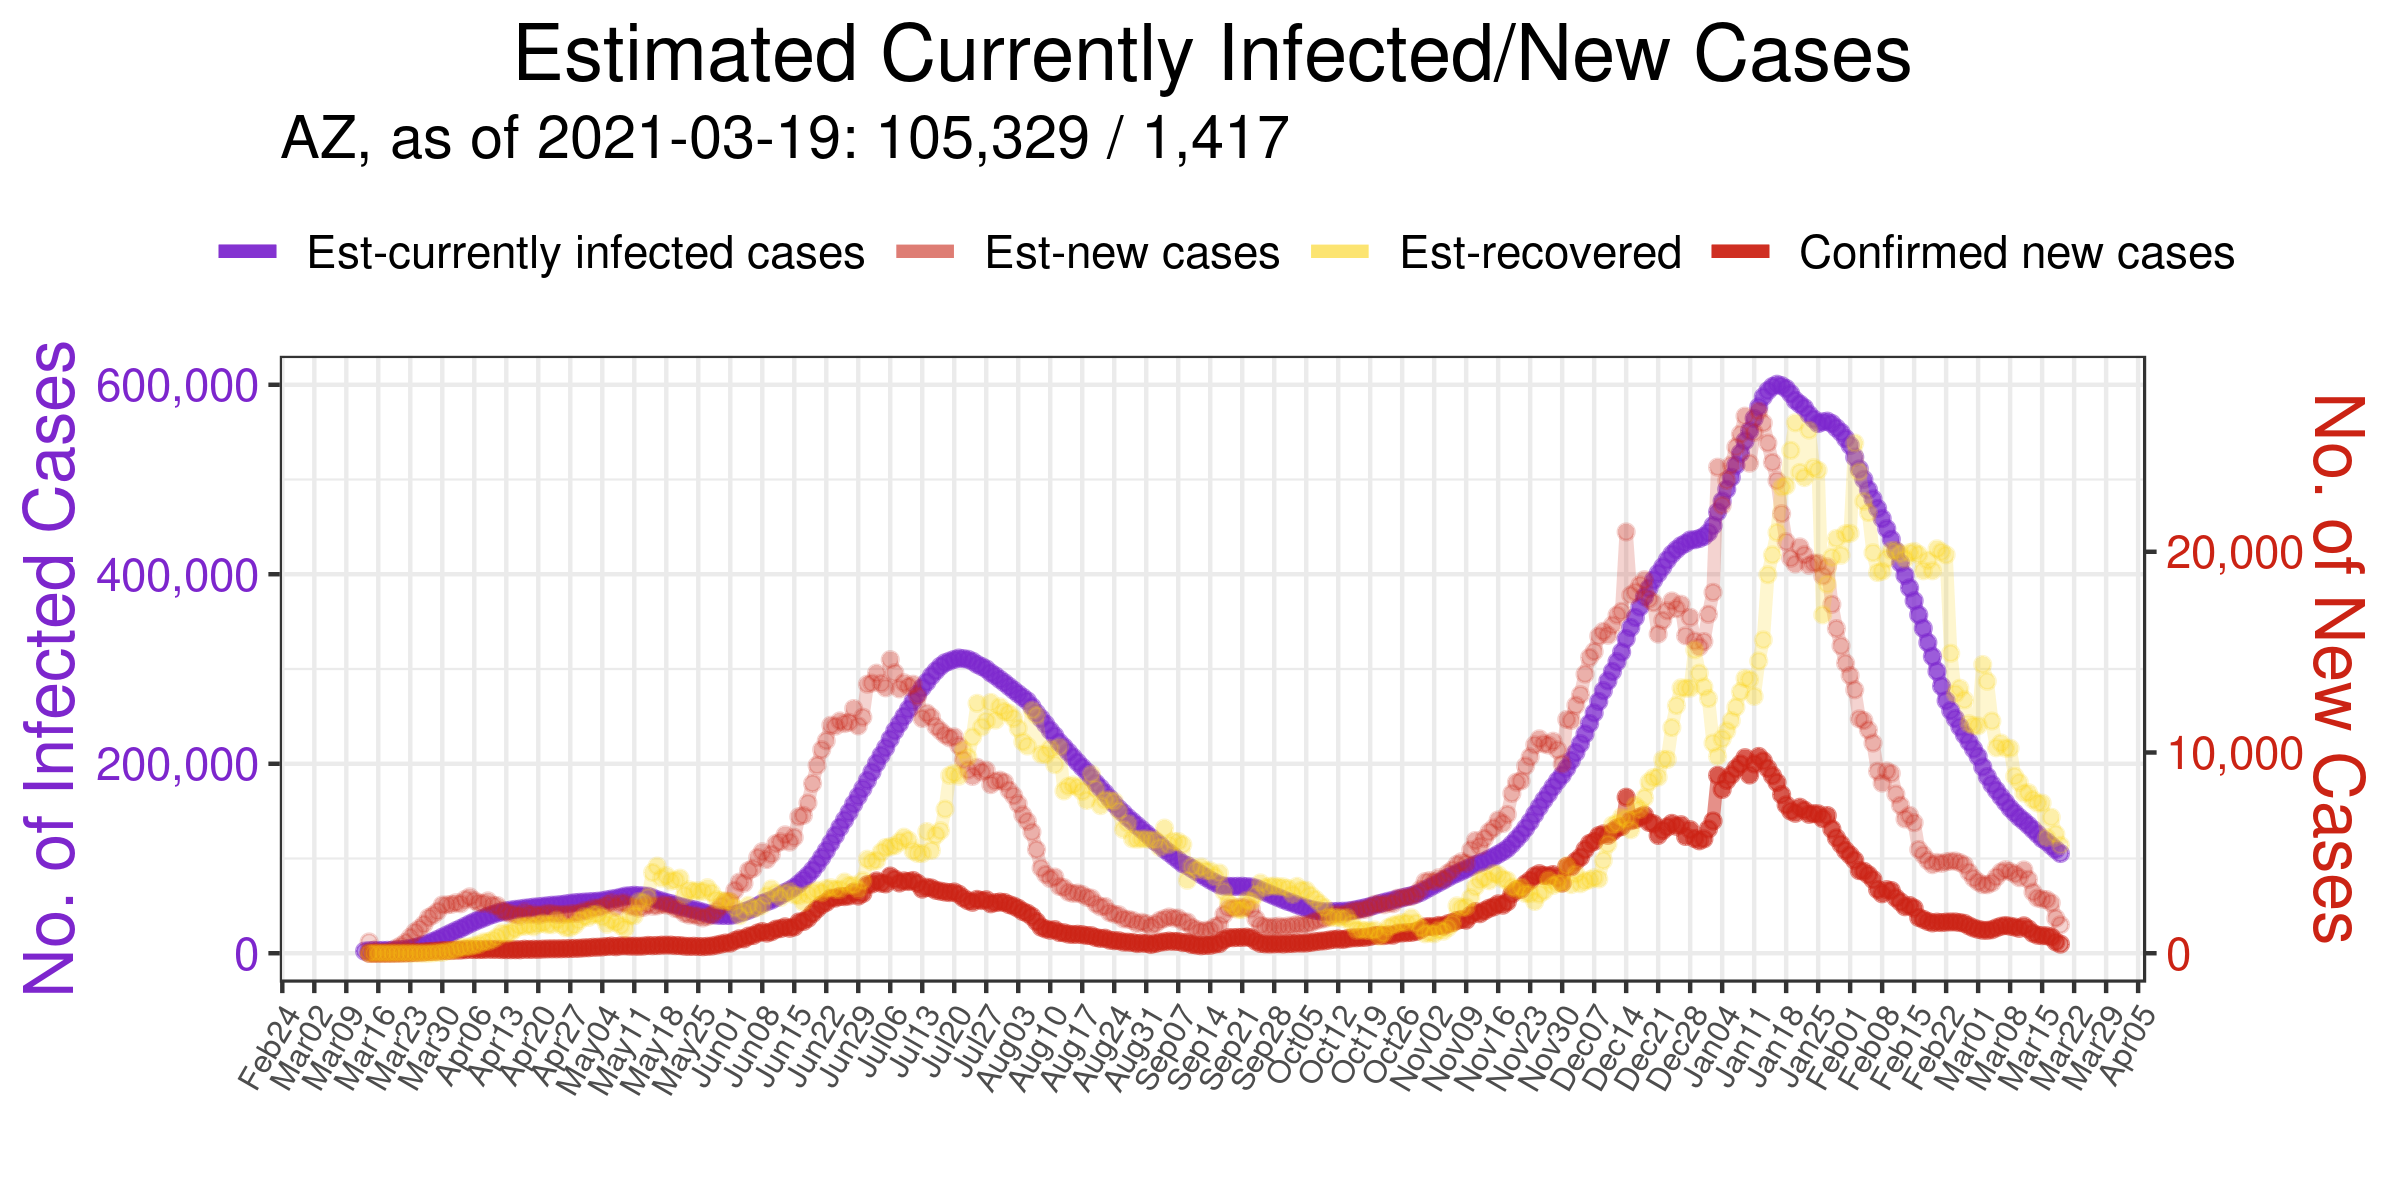 Estimated Currently Infected/New Cases
AZ, as of 2021-03-19: 105,329 / 1,417
Est-currently infected cases Est-new cases Est-recovered Confirmed new cases
No. of Infected Cases
600,000
400,000
200,000
0
No. of New Cases
20,000
10,000
0
Feb24 Mar02 Mar09 Mar16 Mar23 Mar30 Apr06 Apr13 Apr20 Apr27 May04 May11 May18 May25 Jun01 Jun08 Jun15 Jun22 Jun29 Jul06 Jul13 Jul20 Jul27 Aug03 Aug10 Aug17 Aug24 Aug31 Sep07 Sep14 Sep21 Sep28 Oct05 Oct12 Oct19 Oct26 Nov02 Nov09 Nov16 Nov23 Nov30 Dec07 Dec14 Dec21 Dec28 Jan04 Jan11 Jan18 Jan25 Feb01 Feb08 Feb15 Feb22 Mar01 Mar08 Mar15 Mar22 Mar29 Apr05